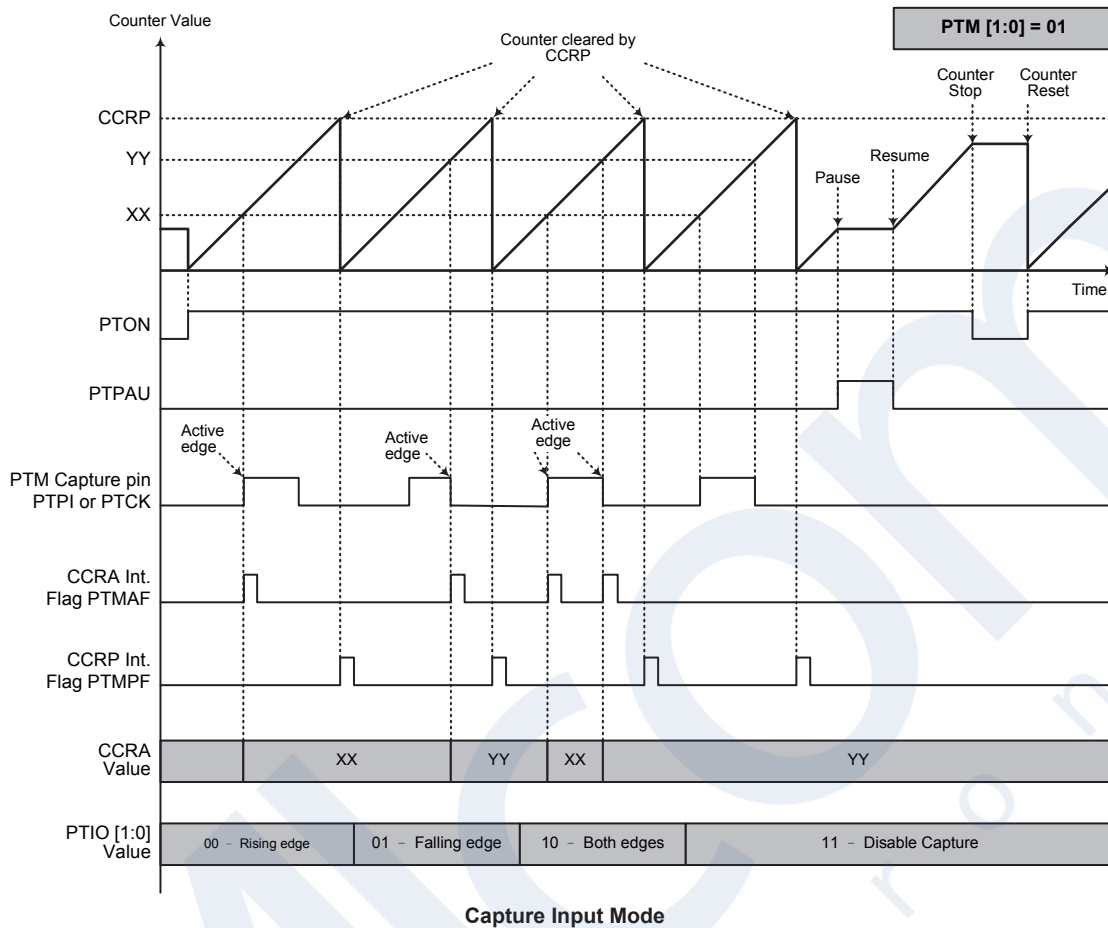 Counter Value
PTM [1:0] = 01
Counter cleared by
CCRP
Counter
Stop
Counter
Reset
CCRP
YY
XX
Pause
Resume
Time
PTON
PTPAU
Active
edge
Active
edge
Active
edge
PTM Capture pin
PTPI or PTCK
CCRA Int.
Flag PTMAF
CCRP Int.
Flag PTMPF
CCRA
Value
XX
YY
XX
YY
PTIO [1:0]
Value
00 - Rising edge
01 - Falling edge
10 - Both edges
11 - Disable Capture
Capture Input Mode